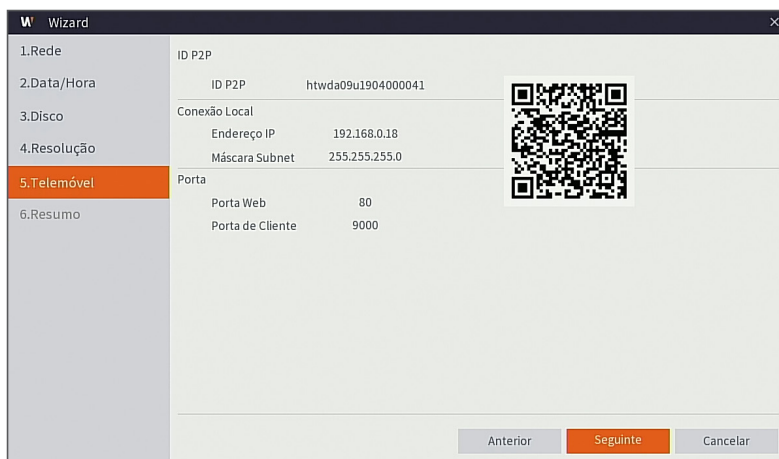 W Wizard
1.Rede
2.Data/Hora
3.Disco
4.Resolução
5.Telemóvel
6.Resumo
ID P2P
ID P2P htwda09u1904000041
Conexão Local
Endereço IP 192.168.0.18
Máscara Subnet 255.255.255.0
Porta
Porta Web 80
Porta de Cliente 9000
Anterior Seguinte Cancelar